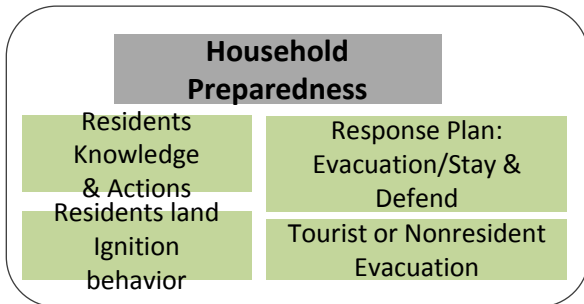 Household
Preparedness
Residents
Knowledge
& Actions
Response Plan:
Evacuation/Stay &
Defend
Residents land
Ignition
behavior
Tourist or Nonresident
Evacuation